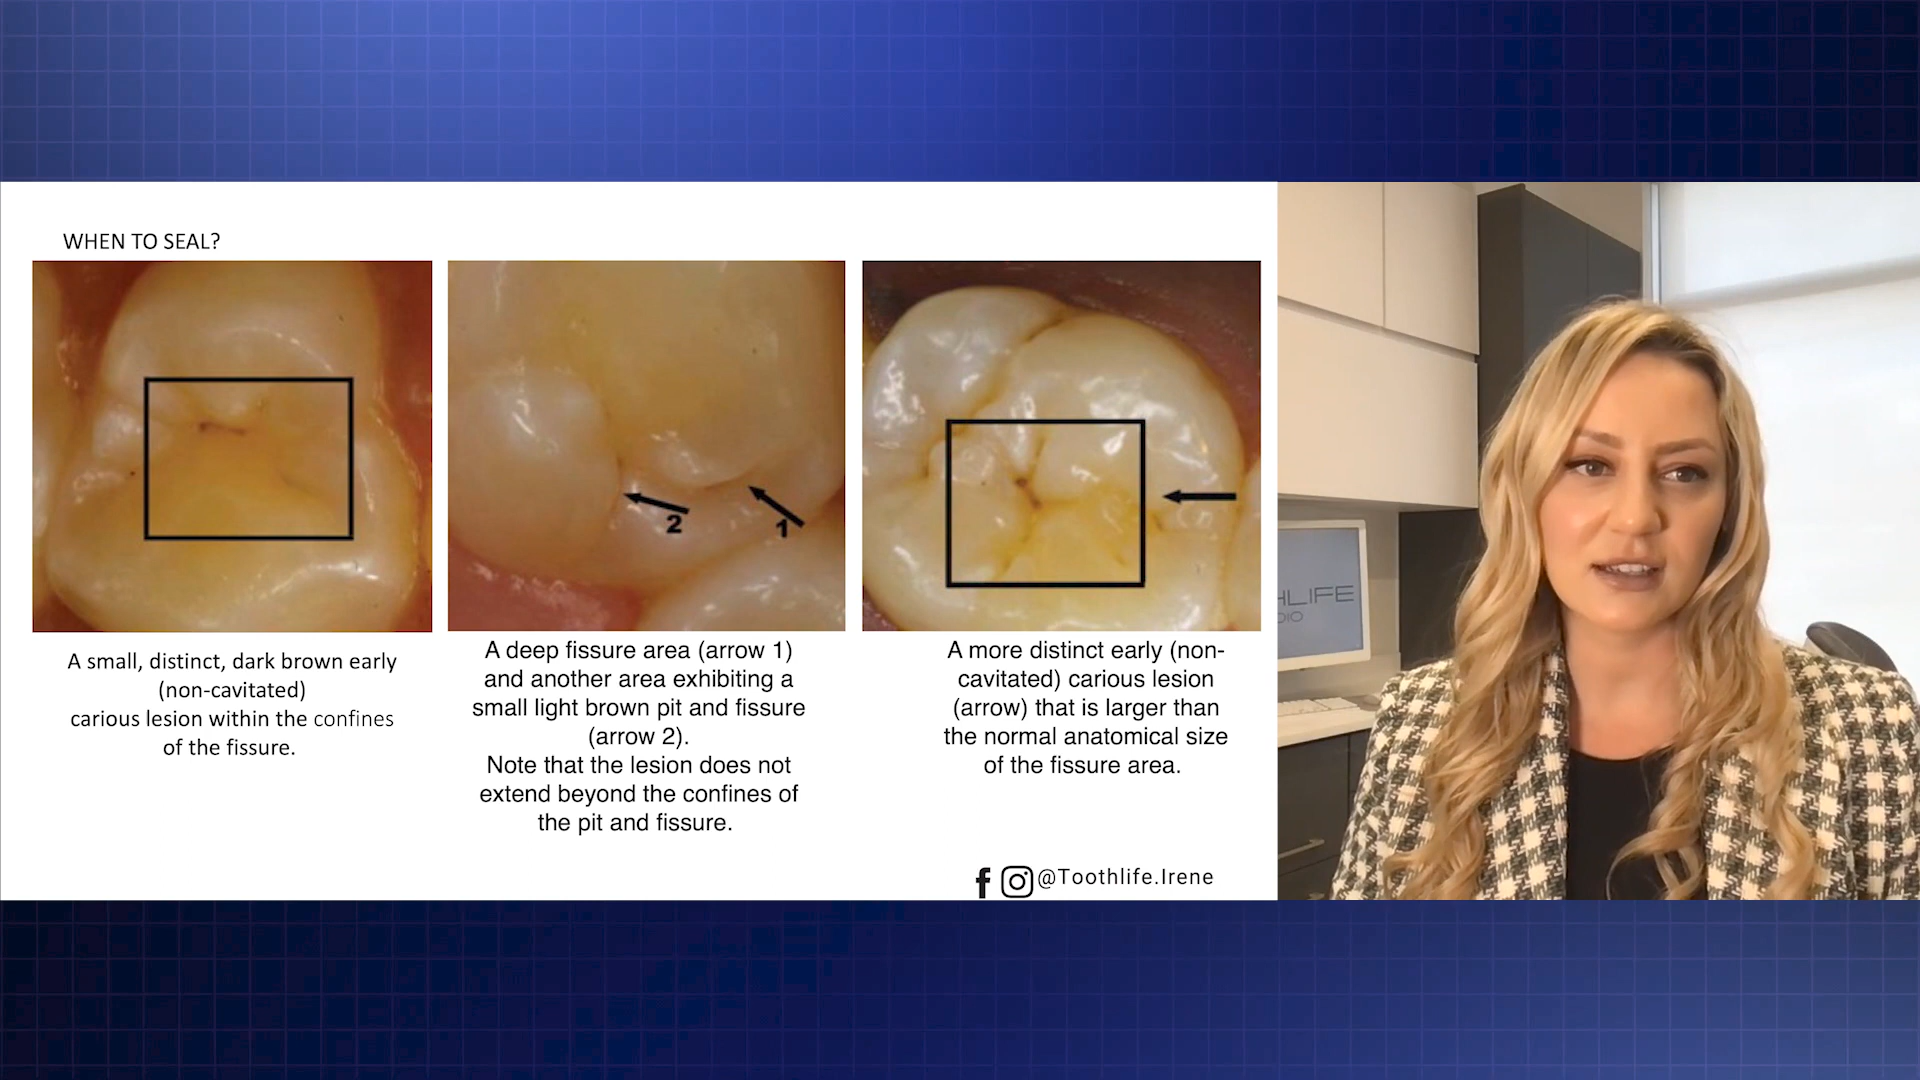 WHEN TO SEAL?
A small, distinct, dark brown early
(non-cavitated)
carious lesion within the confines
of the fissure.
2
1
A deep fissure area (arrow 1)
and another area exhibiting a
small light brown pit and fissure
(arrow 2).
Note that the lesion does not
extend beyond the confines of
the pit and fissure.
A more distinct early (non-
cavitated) carious lesion
(arrow) that is larger than
the normal anatomical size
of the fissure area.
@Toothlife.Irene
HLIFE
DIO